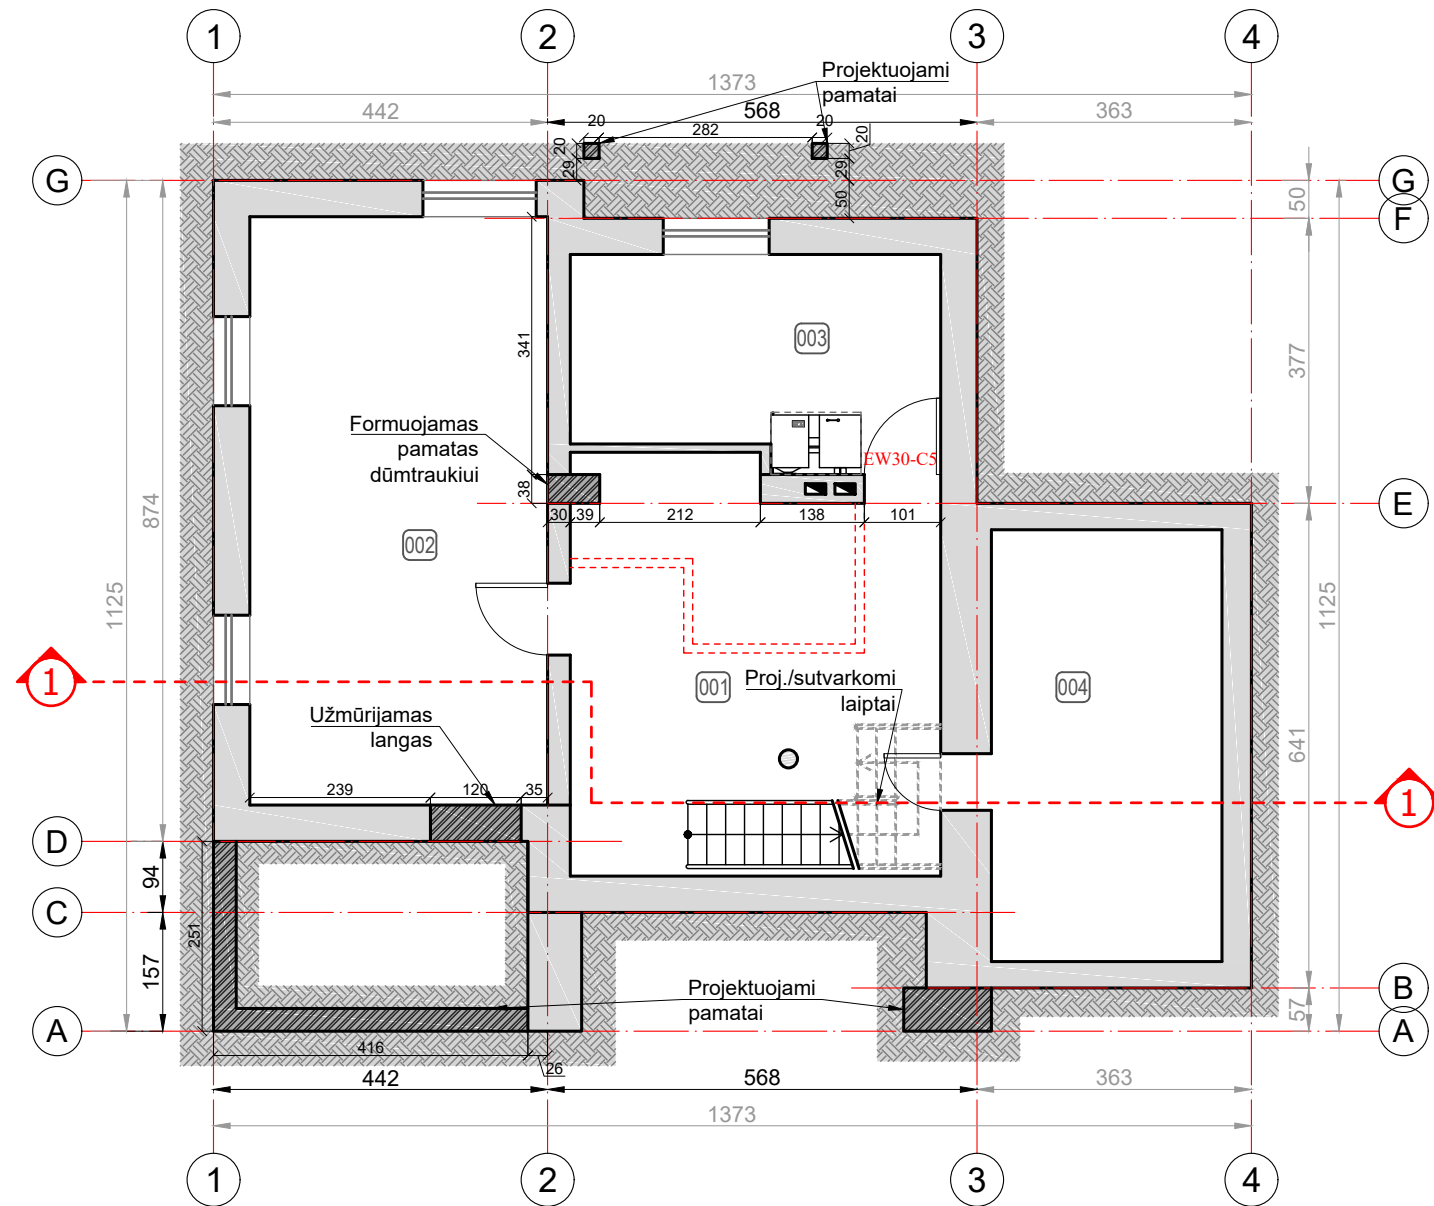 1
2
3
4
1373
442
568
363
Projektuojami
pamatai
20
282
20
20
20
29
29
50
G
G
F
50
377
341
003
Formuojamas
pamatas
dūmtraukiui
EW30-C5
38
30
39
212
138
101
E
874
1125
1125
002
001
004
641
1
Proj./sutvarkomi
laiptai
Užmūrijamas
langas
239
120
35
1
D
94
C
251
157
Projektuojami
pamatai
B
57
A
A
416
26
442
568
363
1373
1
2
3
4